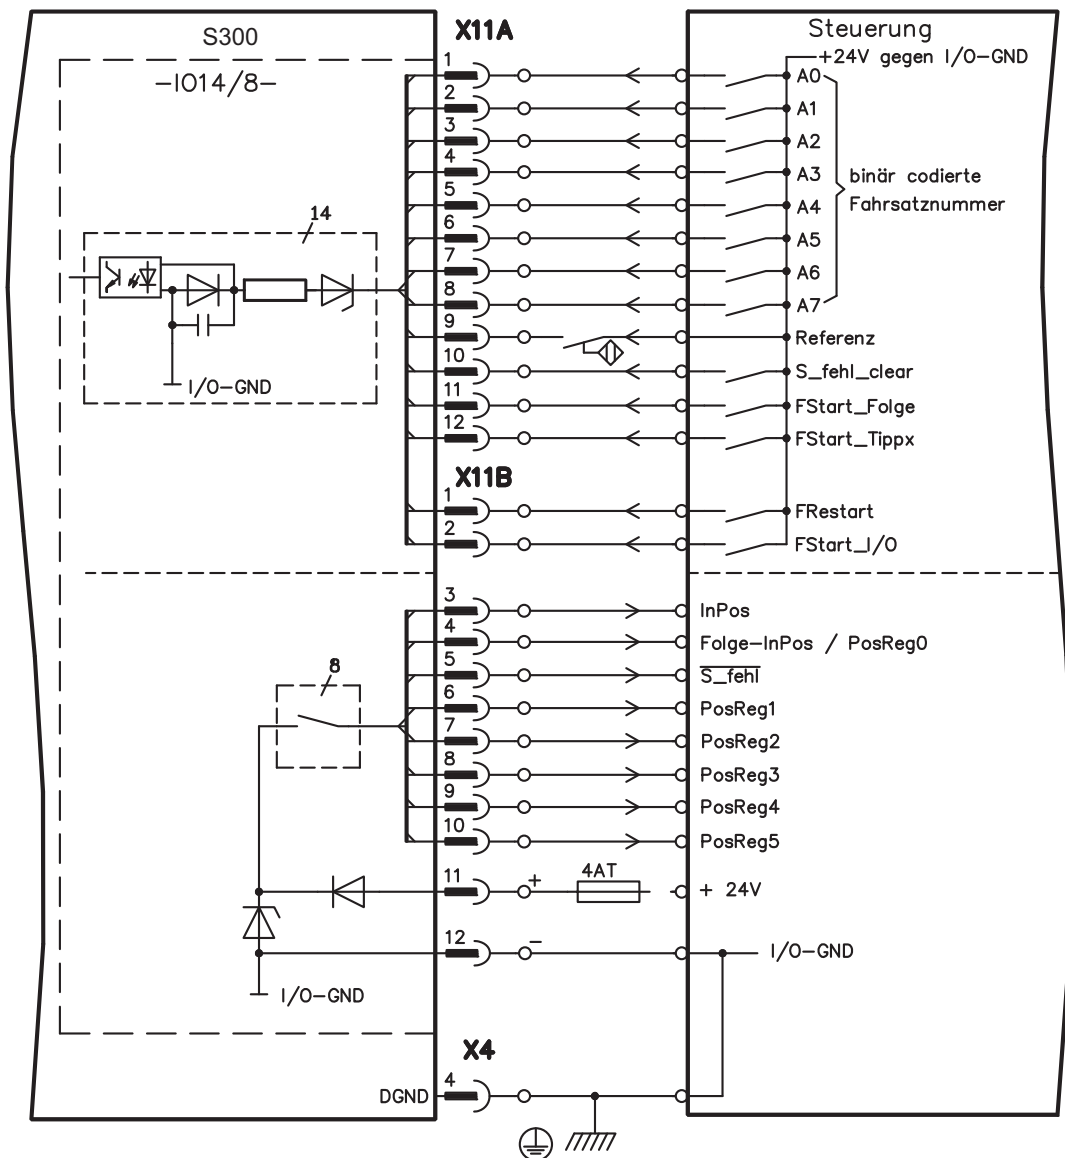 S300
X11A
Steuerung
-IO14/8-
+24V gegen I/O-GND
1
A0
2
A1
3
A2
4
A3
binär codierte
Fahrsatznummer
5
A4
6
A5
14
7
A6
8
A7
9
Referenz
I/O-GND
10
S_fehl_clear
11
FStart_Folge
12
FStart_Tippx
X11B
1
FRestart
2
FStart_I/O
3
InPos
4
Folge-InPos / PosReg0
5
S_fehl
8
6
PosReg1
7
PosReg2
8
PosReg3
9
PosReg4
10
PosReg5
11
+
4AT
+ 24V
12
-
I/O-GND
I/O-GND
X4
DGND
4